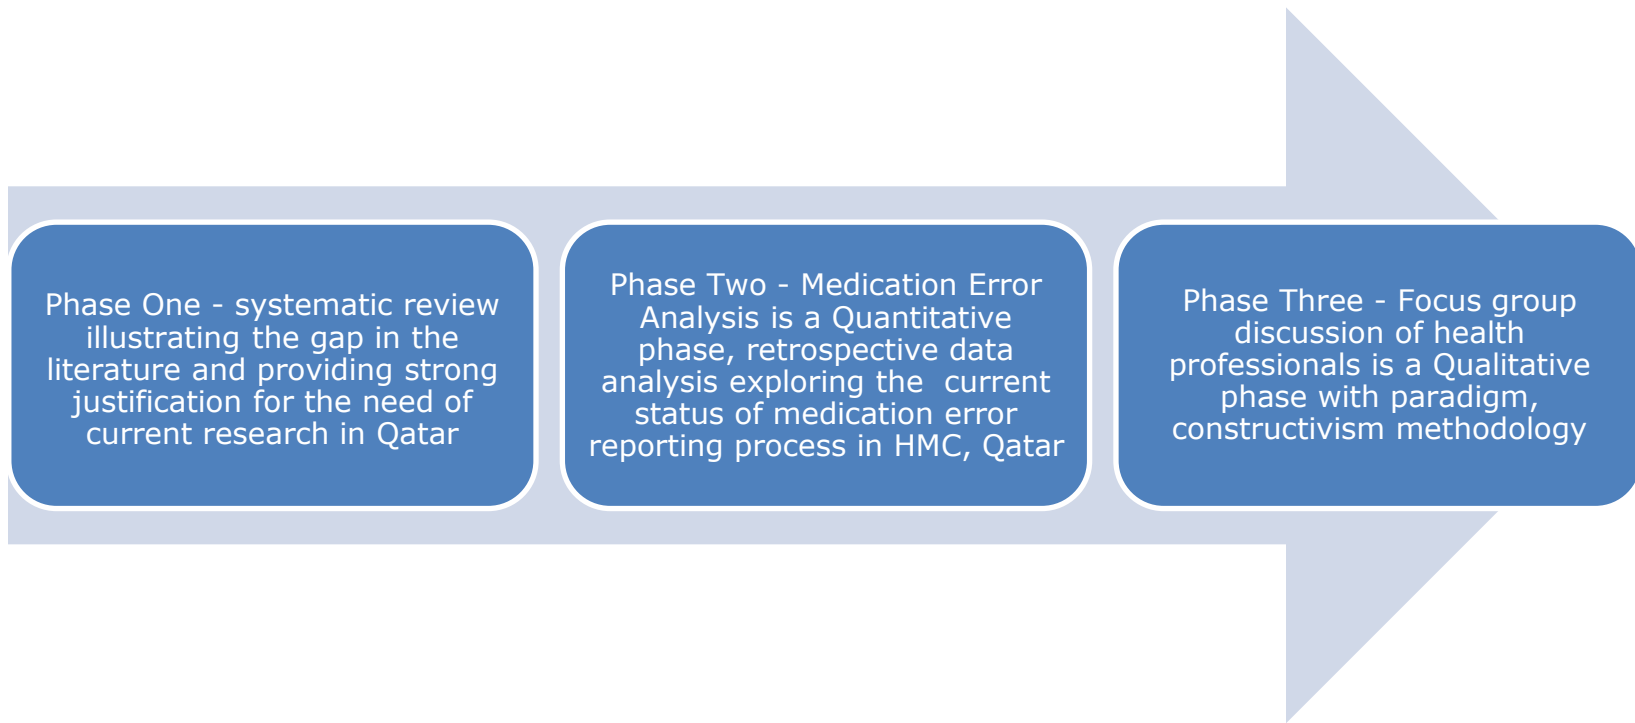 Phase One - systematic review
illustrating the gap in the
literature and providing strong
justification for the need of
current research in Qatar
Phase Two - Medication Error
Analysis is a Quantitative
phase, retrospective data
analysis exploring the  current
status of medication error
reporting process in HMC, Qatar
Phase Three - Focus group
discussion of health
professionals is a Qualitative
phase with paradigm,
constructivism methodology